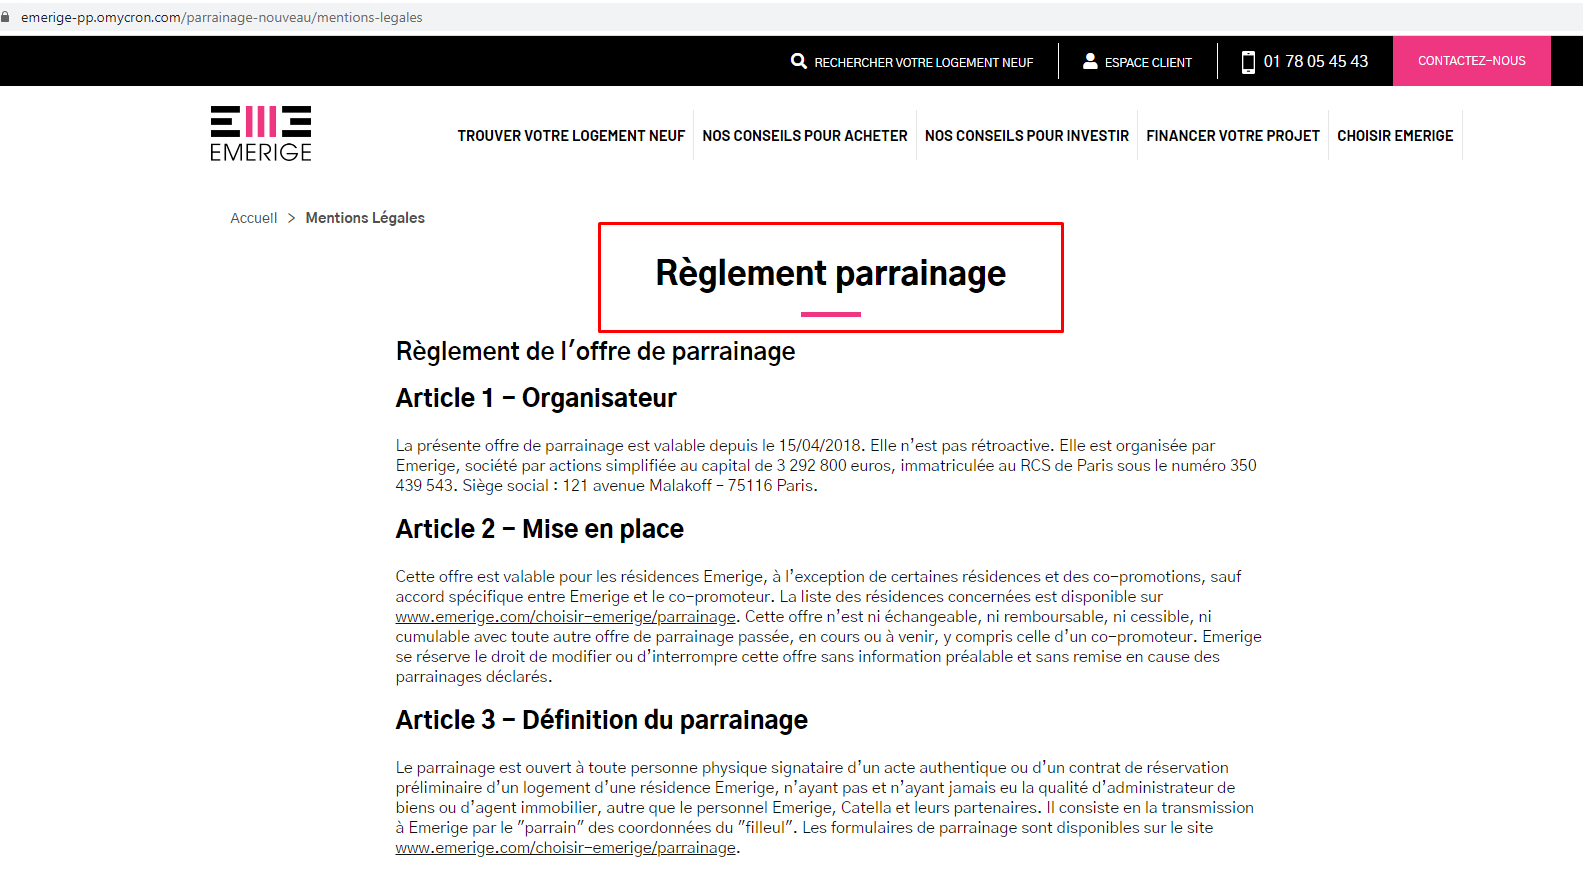 emerige-pp.omycron.com/parrainage-nouveau/mentions-legales
RECHERCHER VOTRE LOGEMENT NEUF
ESPACE CLIENT
01 78 05 45 43
CONTACTEZ-NOUS
EMERIGE
TROUVER VOTRE LOGEMENT NEUF
NOS CONSEILS POUR ACHETER
NOS CONSEILS POUR INVESTIR
FINANCER VOTRE PROJET
CHOISIR EMERIGE
Accueil > Mentions Légales
Règlement parrainage
Règlement de l'offre de parrainage
Article 1 - Organisateur
La présente offre de parrainage est valable depuis le 15/04/2018. Elle n'est pas rétroactive. Elle est organisée par
Emerige, société par actions simplifiée au capital de 3 292 800 euros, immatriculée au RCS de Paris sous le numéro 350
439 543. Siège social : 121 avenue Malakoff - 75116 Paris.
Article 2 - Mise en place
Cette offre est valable pour les résidences Emerige, à l'exception de certaines résidences et des co-promotions, sauf
accord spécifique entre Emerige et le co-promoteur. La liste des résidences concernées est disponible sur
www.emerige.com/choisir-emerige/parrainage. Cette offre n'est ni échangeable, ni remboursable, ni cessible, ni
cumulable avec toute autre offre de parrainage passée, en cours ou à venir, y compris celle d'un co-promoteur. Emerige
se réserve le droit de modifier ou d'interrompre cette offre sans information préalable et sans remise en cause des
parrainages déclarés.
Article 3 - Définition du parrainage
Le parrainage est ouvert à toute personne physique signataire d'un acte authentique ou d'un contrat de réservation
préliminaire d'un logement d'une résidence Emerige, n'ayant pas et n'ayant jamais eu la qualité d'administrateur de
biens ou d'agent immobilier, autre que le personnel Emerige, Catella et leurs partenaires. Il consiste en la transmission
à Emerige par le "parrain" des coordonnées du "filleul". Les formulaires de parrainage sont disponibles sur le site
www.emerige.com/choisir-emerige/parrainage.